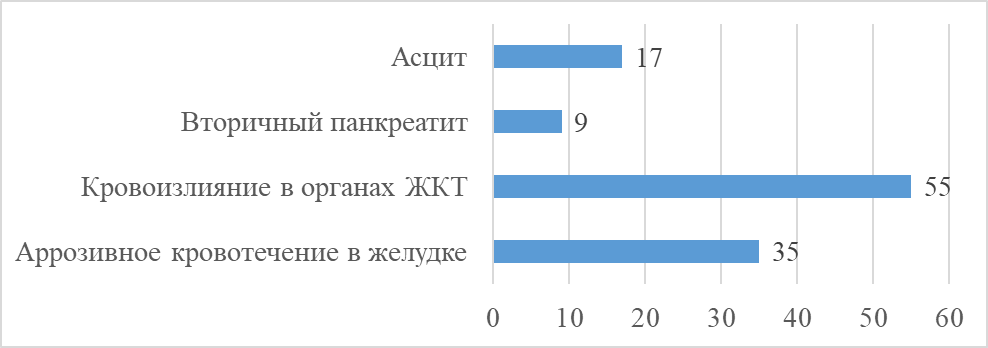 Асцит 17
Вторичный панкреатит 9
Кровоизлияние в органах ЖКТ 55
Аррозивное кровотечение в желудке 35
0 10 20 30 40 50 60